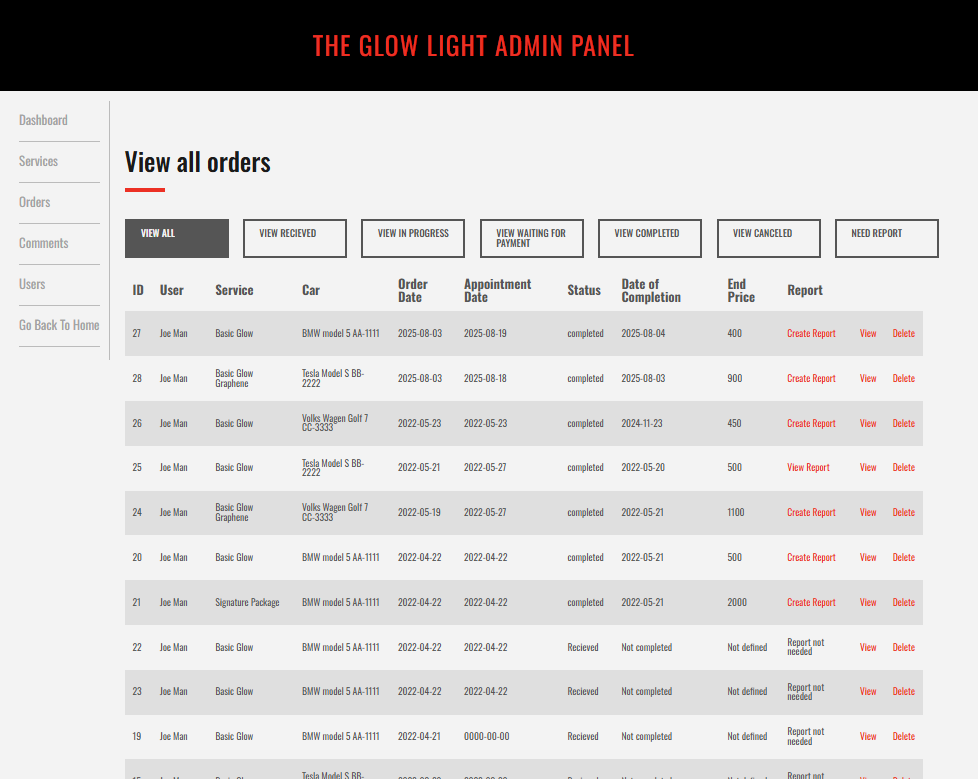 THE GLOW LIGHT ADMIN PANEL
Dashboard
Services
Orders
Comments
Users
Go Back To Home
View all orders
VIEW ALL
VIEW RECIEVED
VIEW IN PROGRESS
VIEW WAITING FOR
PAYMENT
VIEW COMPLETED
VIEW CANCELED
NEED REPORT
ID User Service Car Order Date Appointment Date Status Date of Completion End Price Report
27 Joe Man Basic Glow BMW model 5 AA-1111 2025-08-03 2025-08-19 completed 2025-08-04 400 Create Report View Delete
28 Joe Man Basic Glow Graphene Tesla Model S BB-2222 2025-08-03 2025-08-18 completed 2025-08-03 900 Create Report View Delete
26 Joe Man Basic Glow Volks Wagen Golf 7 CC-3333 2022-05-23 2022-05-23 completed 2024-11-23 450 Create Report View Delete
25 Joe Man Basic Glow Tesla Model S BB-2222 2022-05-21 2022-05-27 completed 2022-05-20 500 View Report View Delete
24 Joe Man Basic Glow Graphene Volks Wagen Golf 7 CC-3333 2022-05-19 2022-05-27 completed 2022-05-21 1100 Create Report View Delete
20 Joe Man Basic Glow BMW model 5 AA-1111 2022-04-22 2022-04-22 completed 2022-05-21 500 Create Report View Delete
21 Joe Man Signature Package BMW model 5 AA-1111 2022-04-22 2022-04-22 completed 2022-05-21 2000 Create Report View Delete
22 Joe Man Basic Glow BMW model 5 AA-1111 2022-04-22 2022-04-22 Recieved Not completed Not defined Report not needed View Delete
23 Joe Man Basic Glow BMW model 5 AA-1111 2022-04-22 2022-04-22 Recieved Not completed Not defined Report not needed View Delete
19 Joe Man Basic Glow BMW model 5 AA-1111 2022-04-21 0000-00-00 Recieved Not completed Not defined Report not needed View Delete
Tesla Model S BB-